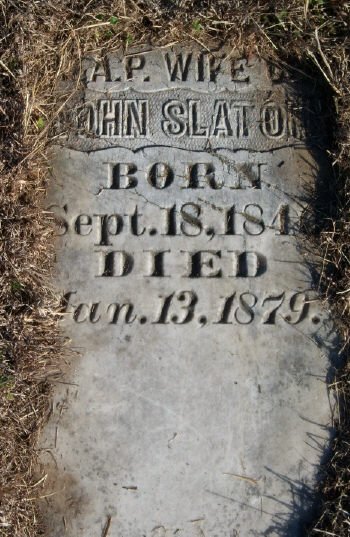 A.P. WIFE O
JOHN SLATON
BORN
Sept. 18, 184
DIED
Jan. 13, 1879.